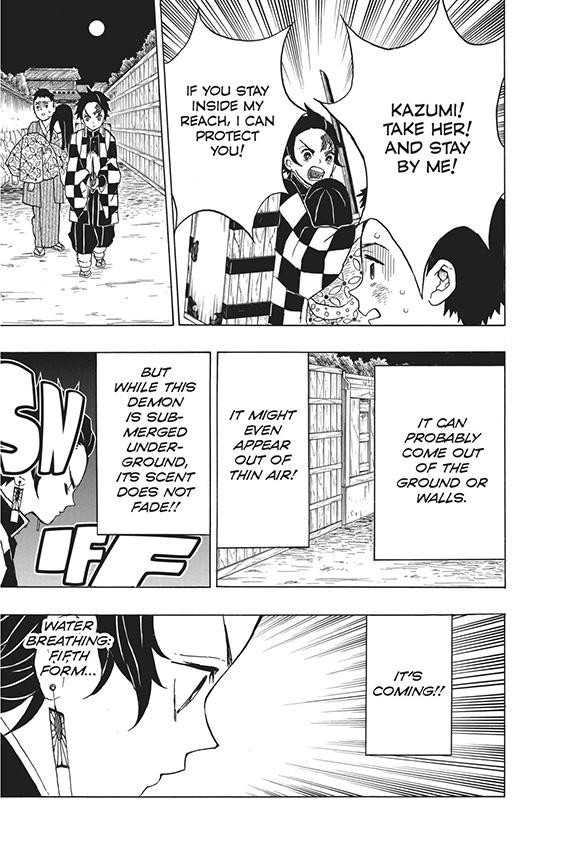 KAZUMI!
TAKE HER!
AND STAY
BY ME!
IF YOU STAY
INSIDE MY
REACH, I CAN
PROTECT
YOU!
IT CAN
PROBABLY
COME OUT
OF THE
GROUND OR
WALLS.
IT MIGHT
EVEN
APPEAR
OUT OF
THIN AIR!
BUT
WHILE THIS
DEMON
IS SUB-
MERGED
UNDER-
GROUND,
ITS SCENT
DOES NOT
FADE!!
SN
IFF
IT'S
COMING!!
WATER
BREATHING:
FIFTH
FORM...